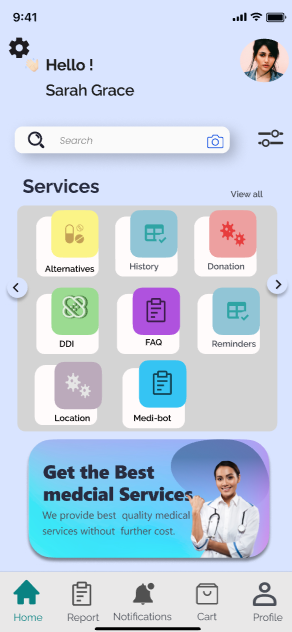 9:41
Hello !
Sarah Grace
Search
Services
View all
Alternatives
History
Donation
DDI
FAQ
Reminders
Location
Medi-bot
Get the Best
medcial Services
We provide best quality medical
services without further cost.
Home
Report
Notifications
Cart
Profile